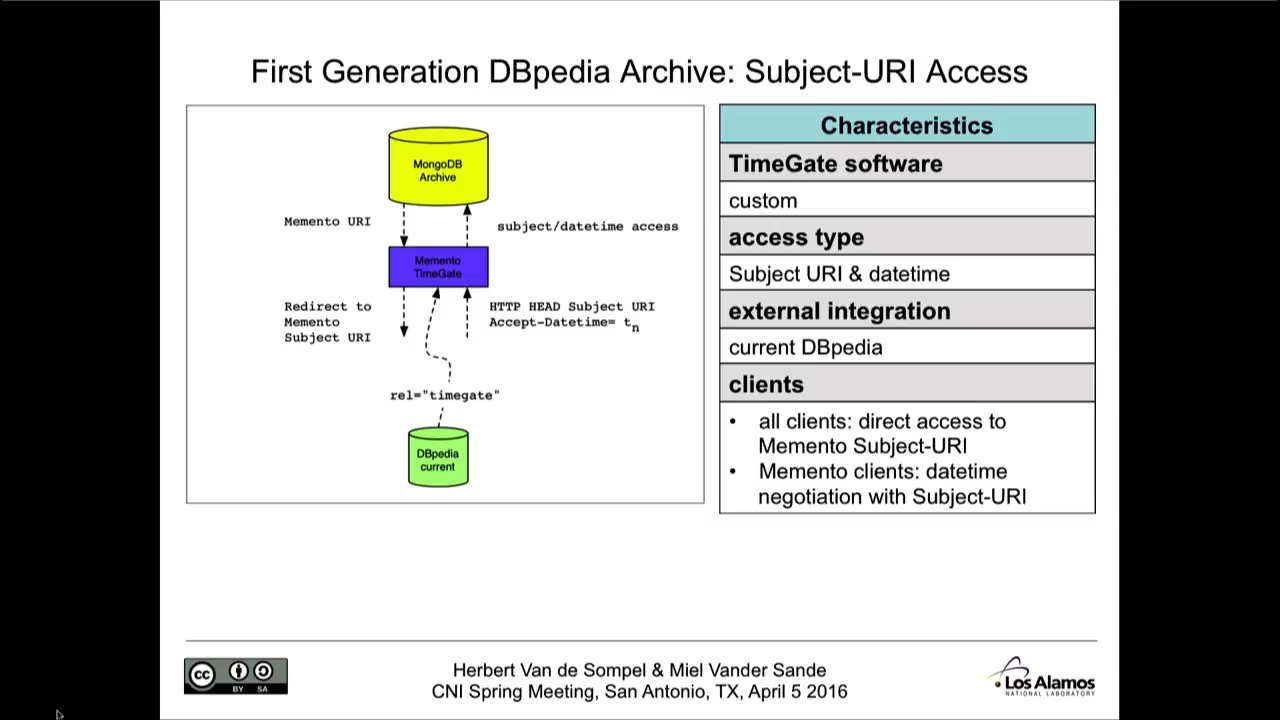 First Generation DBpedia Archive: Subject-URI Access
MongoDB
Archive
Memento URI
subject/datetime access
Memento
TimeGate
Redirect to
Memento
Subject URI
HTTP HEAD Subject URI
Accept-Datetime= tn
rel="timegate"
DBpedia
current
Characteristics
TimeGate software
custom
access type
Subject URI & datetime
external integration
current DBpedia
clients
• all clients: direct access to
Memento Subject-URI
• Memento clients: datetime
negotiation with Subject-URI
cc
BY SA
Herbert Van de Sompel & Miel Vander Sande
CNI Spring Meeting, San Antonio, TX, April 5 2016
Los Alamos
NATIONAL LABORATORY